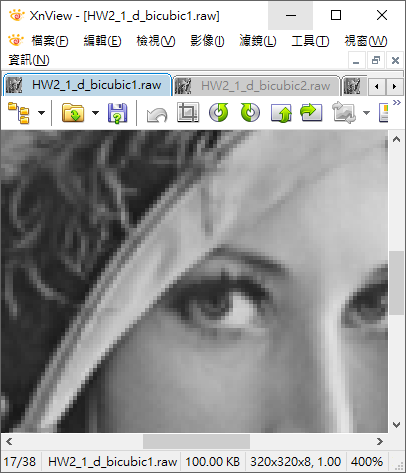 XnView - [HW2_1_d_bicubic1.raw]
檔案(F) 編輯(E) 檢視(V) 影像(I) 濾鏡(L) 工具(T) 視窗(W)
資訊(N)
HW2_1_d_bicubic1.raw HW2_1_d_bicubic2.raw
17/38 HW2_1_d_bicubic1.raw 100.00 KB 320x320x8, 1.00 400%